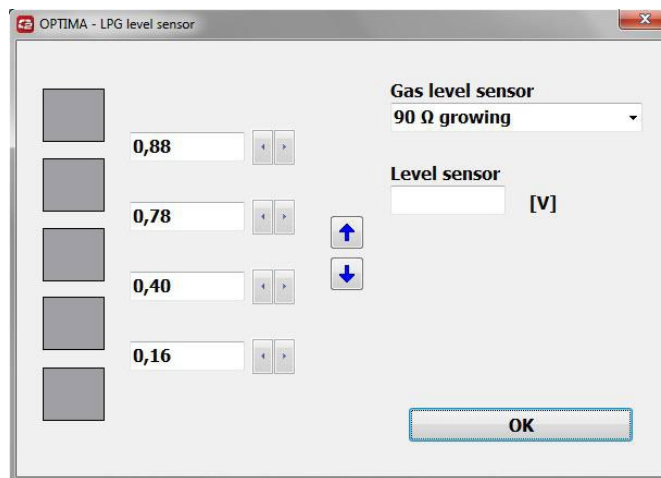 OPTIMA - LPG level sensor
Gas level sensor
90 Ω growing
0,88
Level sensor
[V]
0,78
0,40
0,16
OK